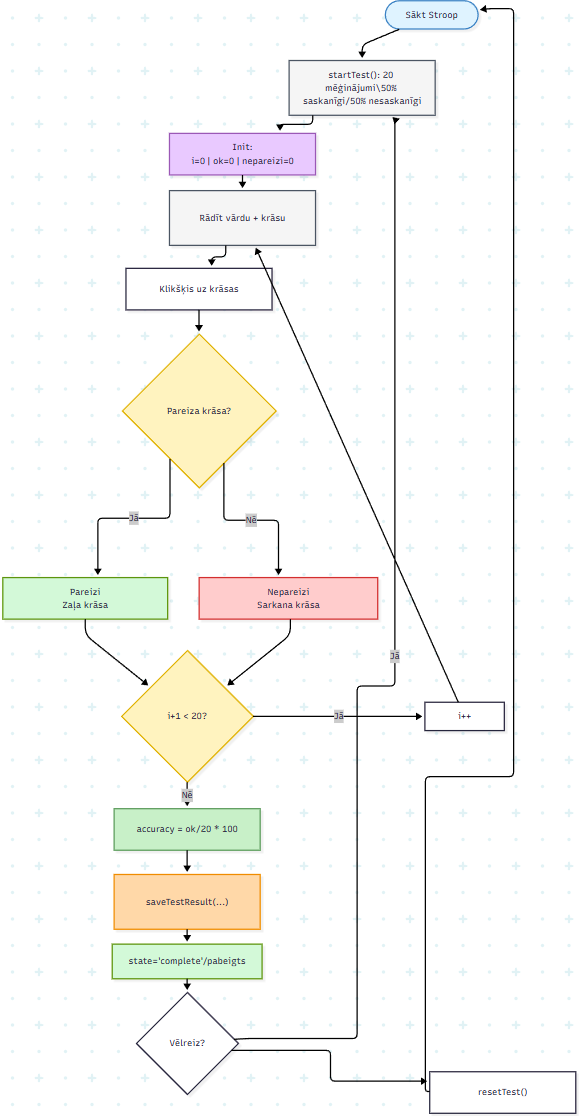 Sākt Stroop
startTest(): 20
mēģinājumi\50%
saskanīgi/50% nesaskanīgi
Init:
i=0 | ok=0 | nepareizi=0
Rādīt vārdu + krāsu
Klikšķis uz krāsas
Pareiza krāsa?
Jā
Nē
Pareizi
Zaļa krāsa
Nepareizi
Sarkana krāsa
Jā
i+1 < 20?
Jā
i++
Nē
accuracy = ok/20 * 100
saveTestResult(...)
state='complete'/pabeigts
Vēlreiz?
resetTest()